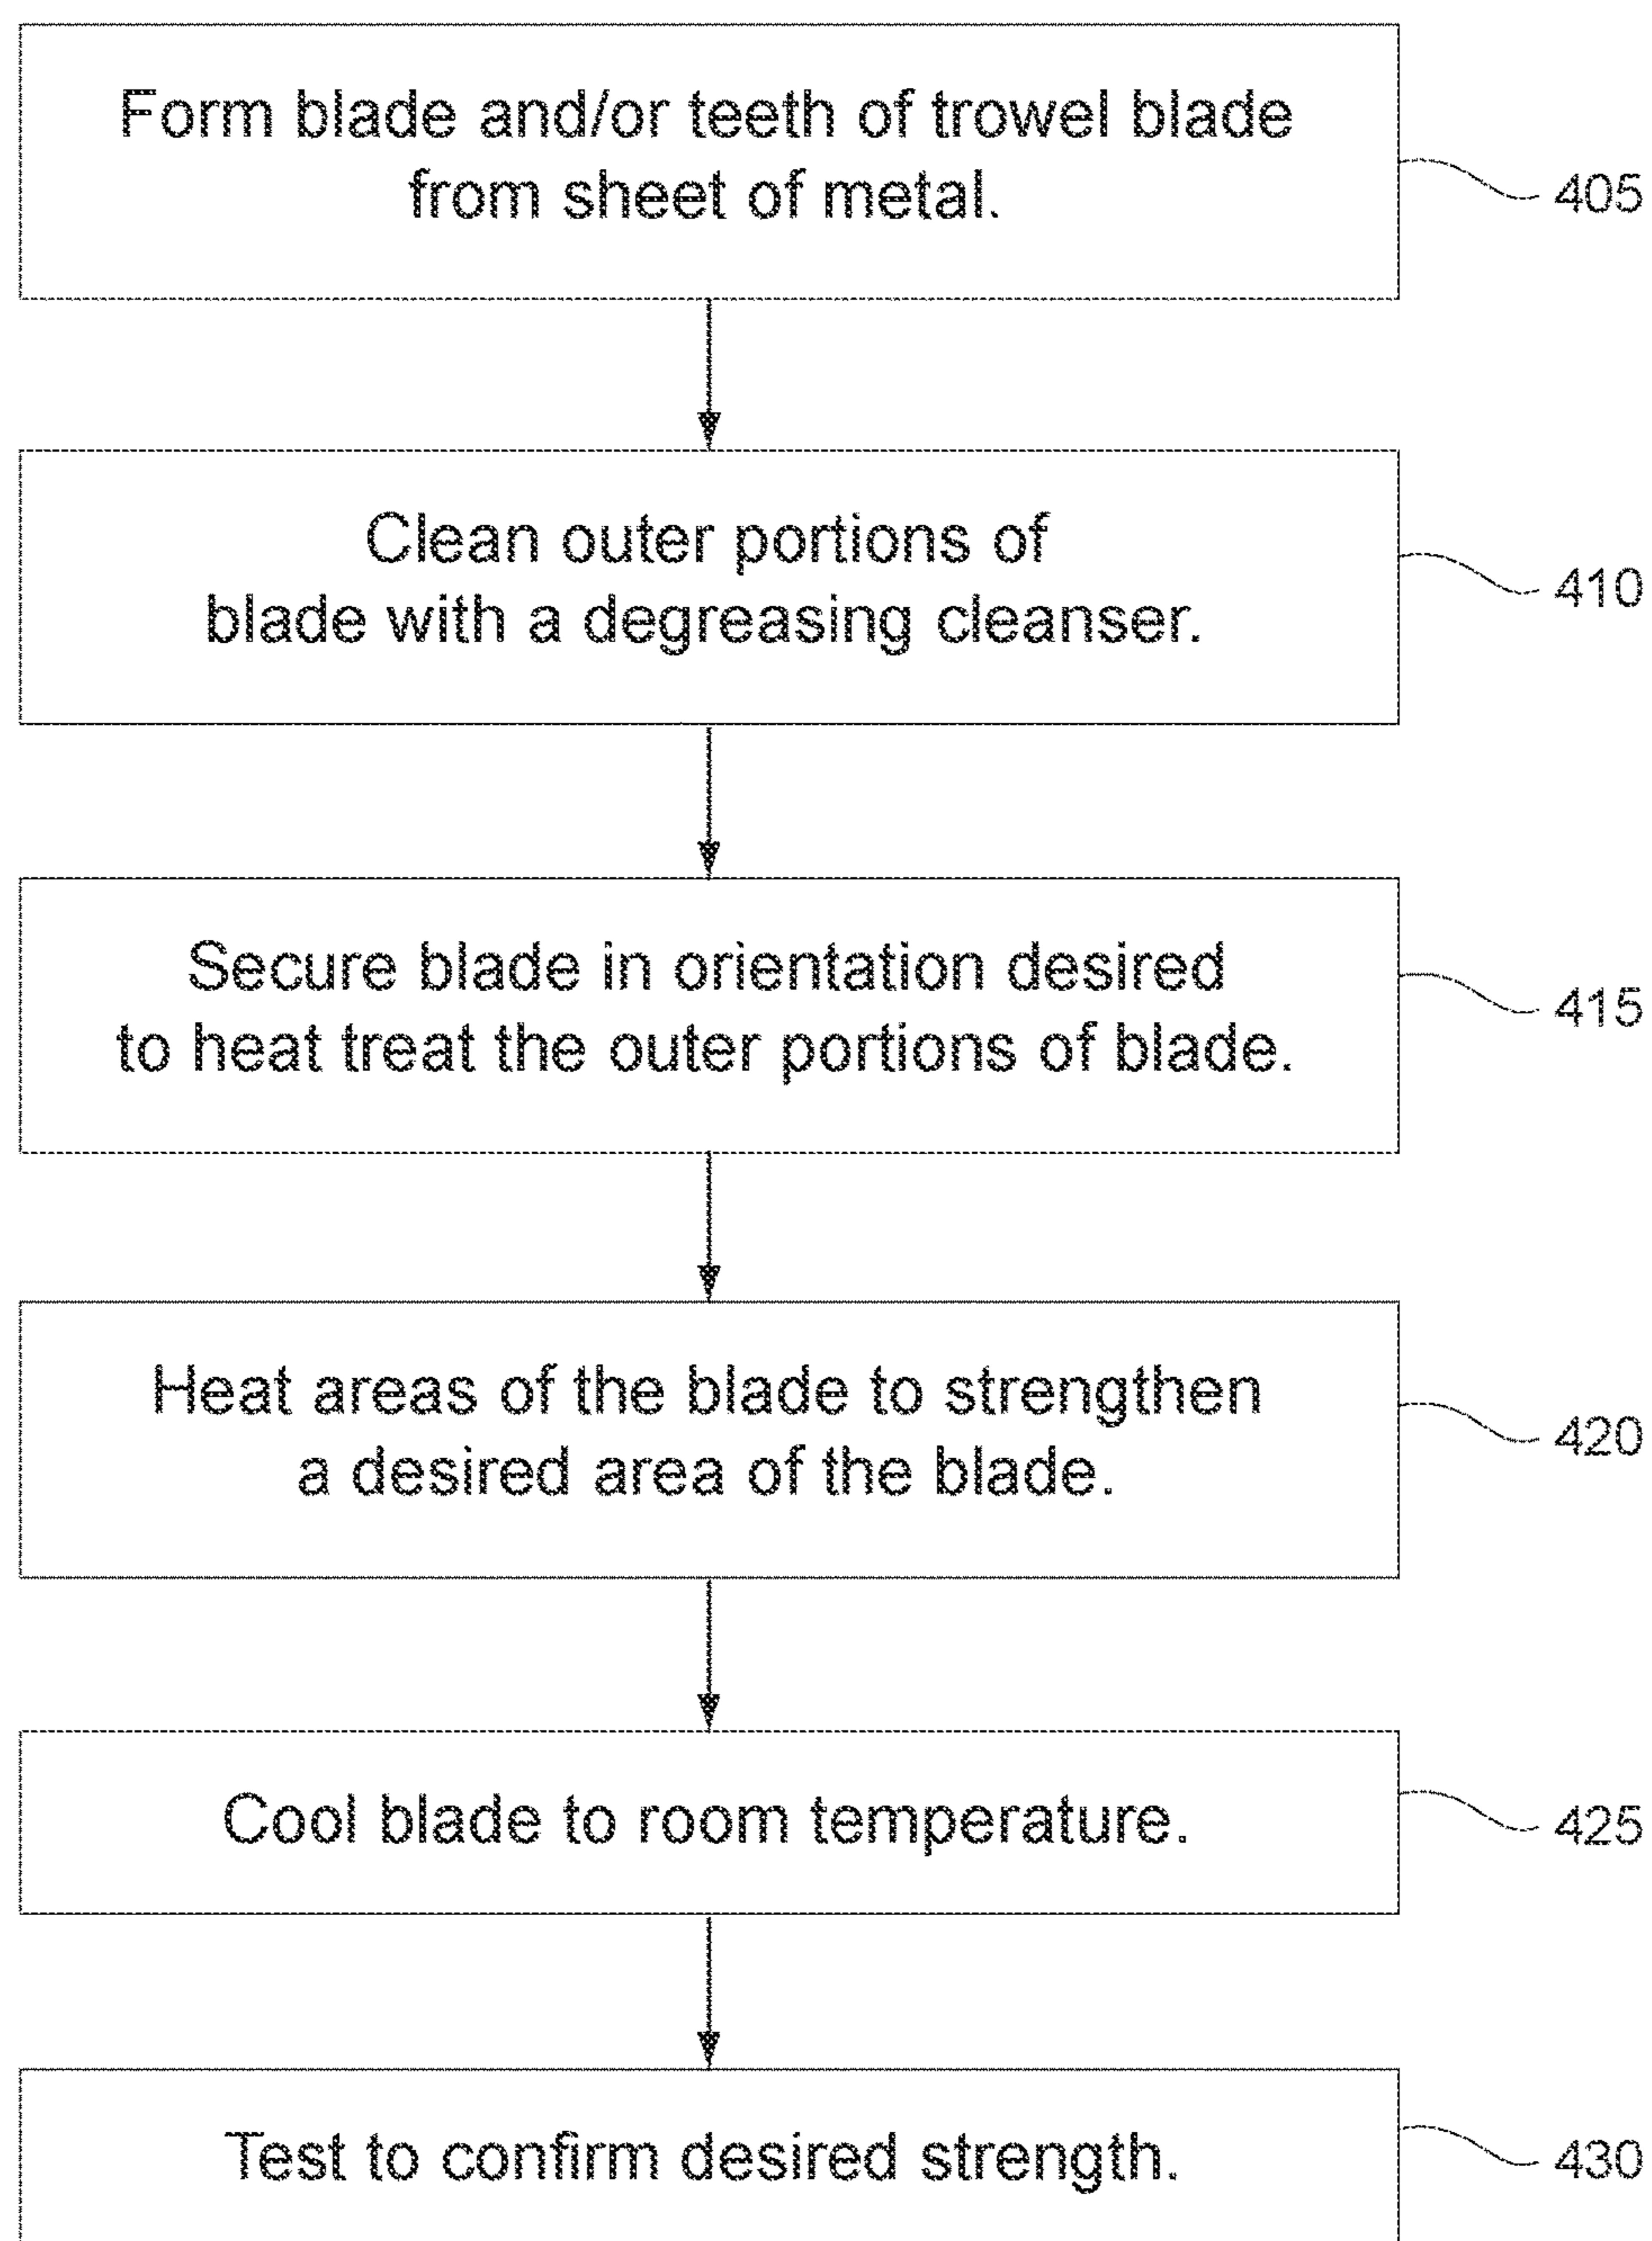 Form blade and/or teeth of trowel blade
from sheet of metal.
405
Clean outer portions of
blade with a degreasing cleanser.
410
Secure blade in orientation desired
to heat treat the outer portions of blade.
415
Heat areas of the blade to strengthen
a desired area of the blade.
420
Cool blade to room temperature.
425
Test to confirm desired strength.
430